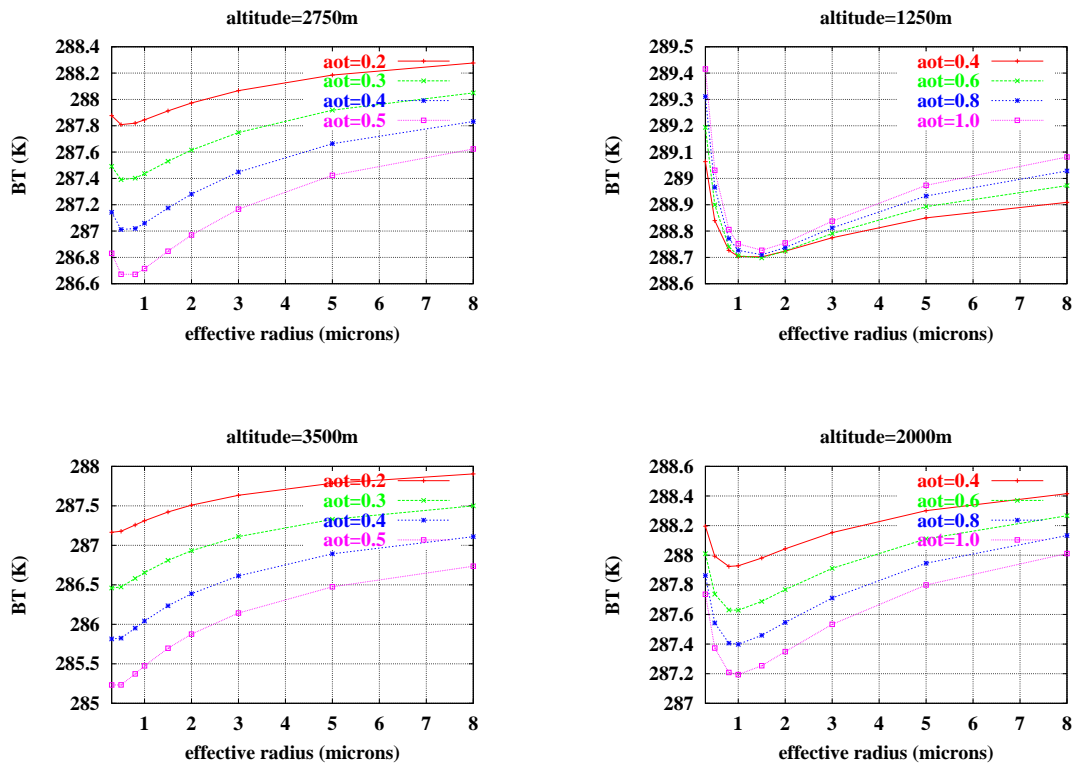 altitude=2750m
288.4
288.2
288
287.8
287.6
287.4
287.2
287
286.8
286.6
BT (K)
aot=0.2
aot=0.3
aot=0.4
aot=0.5
1 2 3 4 5 6 7 8
effective radius (microns)
altitude=1250m
289.5
289.4
289.3
289.2
289.1
289
288.9
288.8
288.7
288.6
BT (K)
aot=0.4
aot=0.6
aot=0.8
aot=1.0
1 2 3 4 5 6 7 8
effective radius (microns)
altitude=3500m
288
287.5
287
286.5
286
285.5
285
BT (K)
aot=0.2
aot=0.3
aot=0.4
aot=0.5
1 2 3 4 5 6 7 8
effective radius (microns)
altitude=2000m
288.6
288.4
288.2
288
287.8
287.6
287.4
287.2
287
BT (K)
aot=0.4
aot=0.6
aot=0.8
aot=1.0
1 2 3 4 5 6 7 8
effective radius (microns)